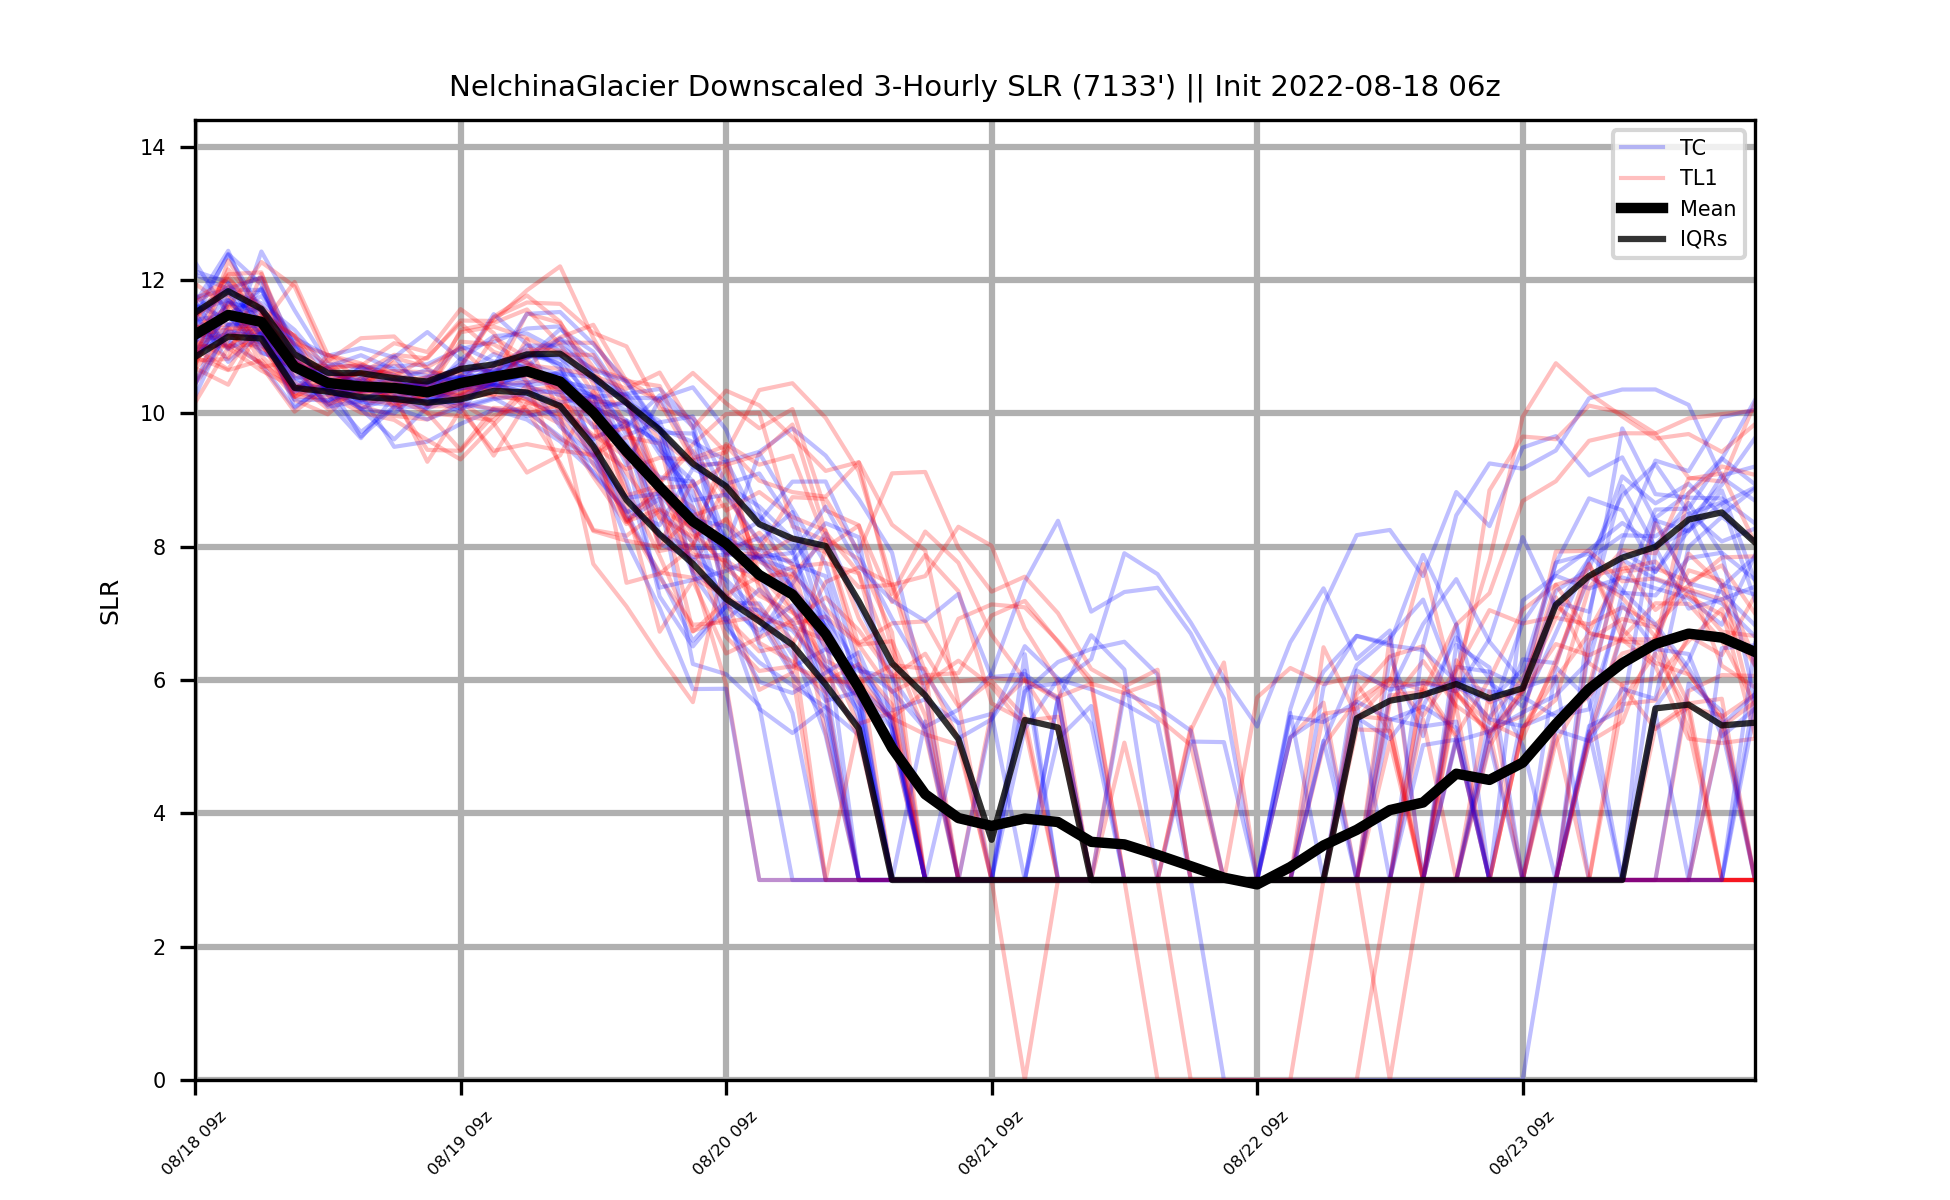 NelchinaGlacier Downscaled 3-Hourly SLR (7133') || Init 2022-08-18 06z
TC
TL1
Mean
IQRs
SLR
14
12
10
8
6
4
2
0
08/18 09z
08/19 09z
08/20 09z
08/21 09z
08/22 09z
08/23 09z